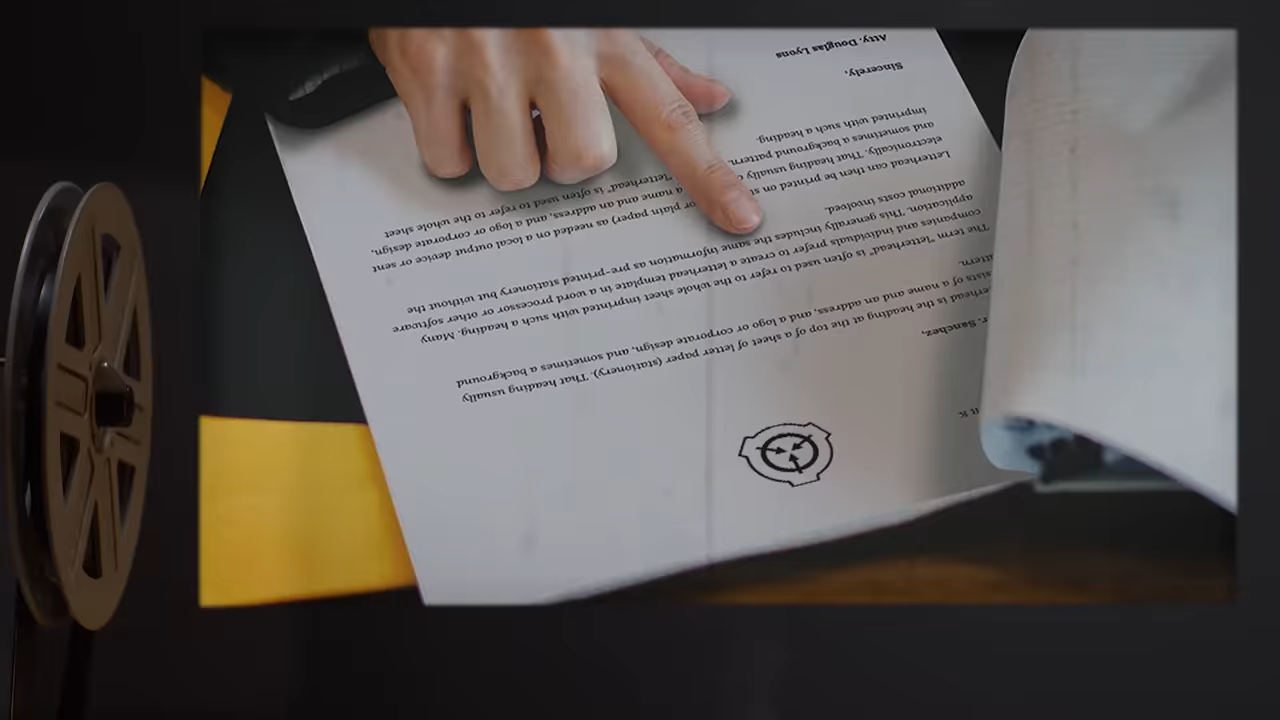 Sanchez,
is the heading at the top of a sheet of letter paper (stationery). That heading usually
of a name and an address, and a logo or corporate design, and sometimes a background
The term "letterhead" is often used to refer to the whole sheet imprinted with such a heading. Many
companies and individuals prefer to create a letterhead template in a word processor or other software
application. This generally includes the same information as pre-printed stationery but without the
additional costs involved.
Letterhead can then be printed on or plain paper) as needed on a local output device or sent
electronically. That heading usually a name and an address, and a logo or corporate design,
and sometimes a background pattern. "letterhead" is often used to refer to the whole sheet
imprinted with such a heading.
Sincerely,
Atty. Douglas Lyons